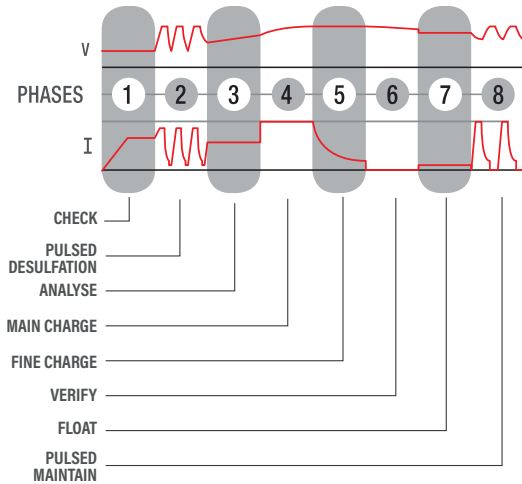 V
PHASES 1 2 3 4 5 6 7 8
I
CHECK
PULSED
DESULFATION
ANALYSE
MAIN CHARGE
FINE CHARGE
VERIFY
FLOAT
PULSED
MAINTAIN